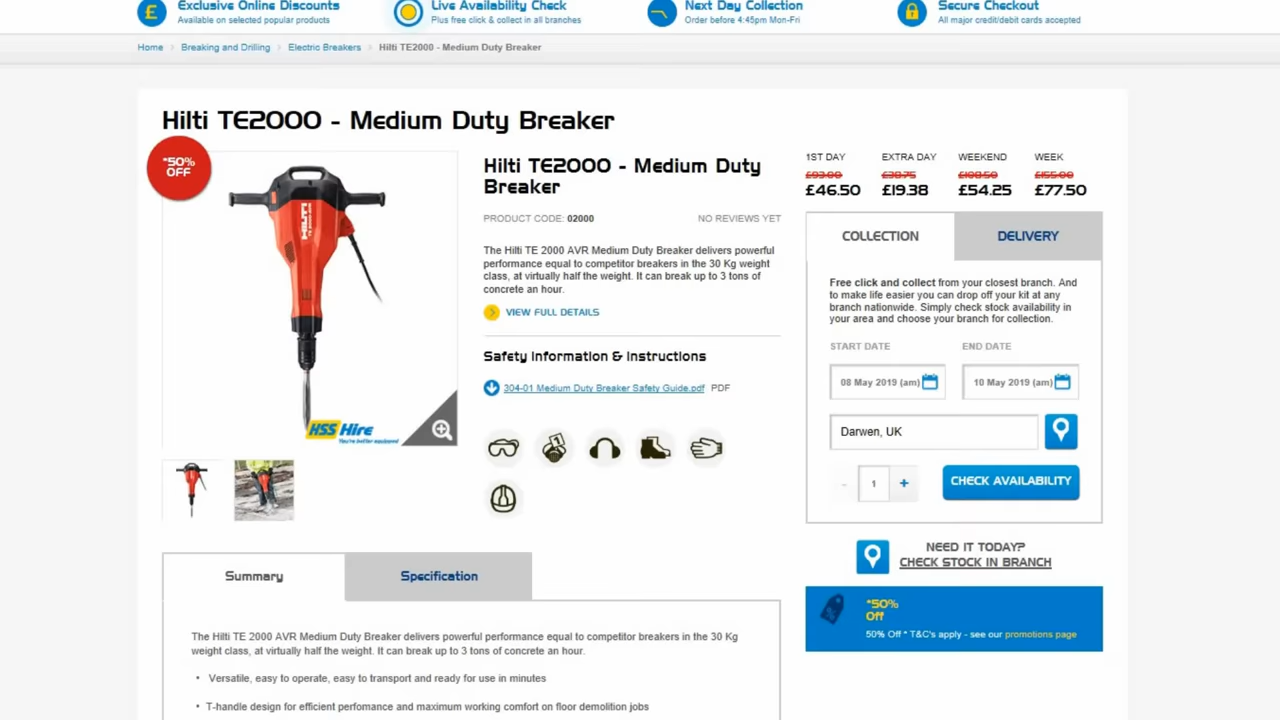 Exclusive Online Discounts
Available on selected popular products
Live Availability Check
Plus free click & collect in all branches
Next Day Collection
Order before 4:45pm Mon-Fri
Secure Checkout
All major credit/debit cards accepted
Home > Breaking and Drilling > Electric Breakers > Hilti TE2000 - Medium Duty Breaker
Hilti TE2000 - Medium Duty Breaker
*50%
OFF
HILTI
HSS Hire
You're better equipped
Hilti TE2000 - Medium Duty
Breaker
PRODUCT CODE: 02000
NO REVIEWS YET
The Hilti TE 2000 AVR Medium Duty Breaker delivers powerful
performance equal to competitor breakers in the 30 Kg weight
class, at virtually half the weight. It can break up to 3 tons of
concrete an hour.
VIEW FULL DETAILS
Safety Information & Instructions
304-01 Medium Duty Breaker Safety Guide.pdf PDF
1ST DAY EXTRA DAY WEEKEND WEEK
£93.00 £38.75 £108.50 £155.00
£46.50 £19.38 £54.25 £77.50
COLLECTION
DELIVERY
Free click and collect from your closest branch. And
to make life easier you can drop off your kit at any
branch nationwide. Simply check stock availability in
your area and choose your branch for collection.
START DATE END DATE
08 May 2019 (am) 10 May 2019 (am)
Darwen, UK
- 1 +
CHECK AVAILABILITY
NEED IT TODAY?
CHECK STOCK IN BRANCH
*50%
Off
50% Off * T&C's apply - see our promotions page
Summary
Specification
The Hilti TE 2000 AVR Medium Duty Breaker delivers powerful performance equal to competitor breakers in the 30 Kg
weight class, at virtually half the weight. It can break up to 3 tons of concrete an hour.
• Versatile, easy to operate, easy to transport and ready for use in minutes
• T-handle design for efficient perfomance and maximum working comfort on floor demolition jobs